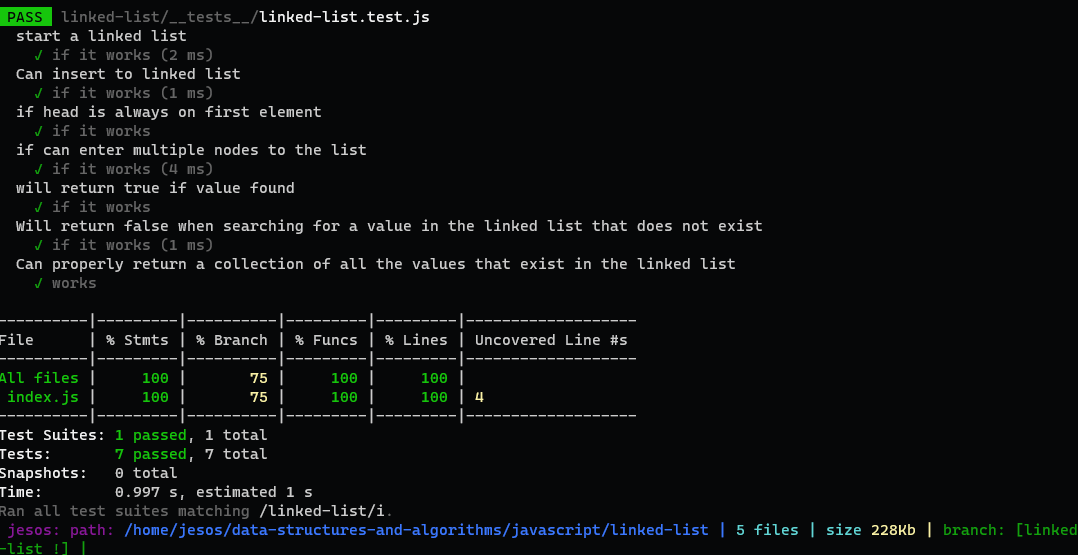 PASS linked-list/__tests__/linked-list.test.js
start a linked list
√ if it works (2 ms)
Can insert to linked list
√ if it works (1 ms)
if head is always on first element
√ if it works
if can enter multiple nodes to the list
√ if it works (4 ms)
will return true if value found
√ if it works
Will return false when searching for a value in the linked list that does not exist
√ if it works (1 ms)
Can properly return a collection of all the values that exist in the linked list
√ works
----------|---------|----------|---------|---------|-------------------
File      | % Stmts | % Branch | % Funcs | % Lines | Uncovered Line #s
----------|---------|----------|---------|---------|-------------------
All files |     100 |       75 |     100 |     100 |
 index.js |     100 |       75 |     100 |     100 | 4
----------|---------|----------|---------|---------|-------------------
Test Suites: 1 passed, 1 total
Tests:       7 passed, 7 total
Snapshots:   0 total
Time:        0.997 s, estimated 1 s
Ran all test suites matching /linked-list/i.
jesos: path: /home/jesos/data-structures-and-algorithms/javascript/linked-list | 5 files | size 228Kb | branch: [linked
-list !] |